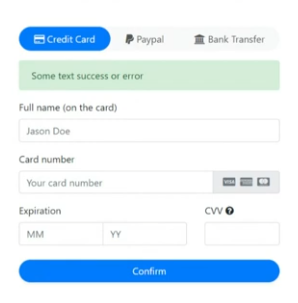 Credit Card Paypal Bank Transfer
Some text success or error
Full name (on the card)
Jason Doe
Card number
Your card number VISA
Expiration CVV ?
MM YY
Confirm